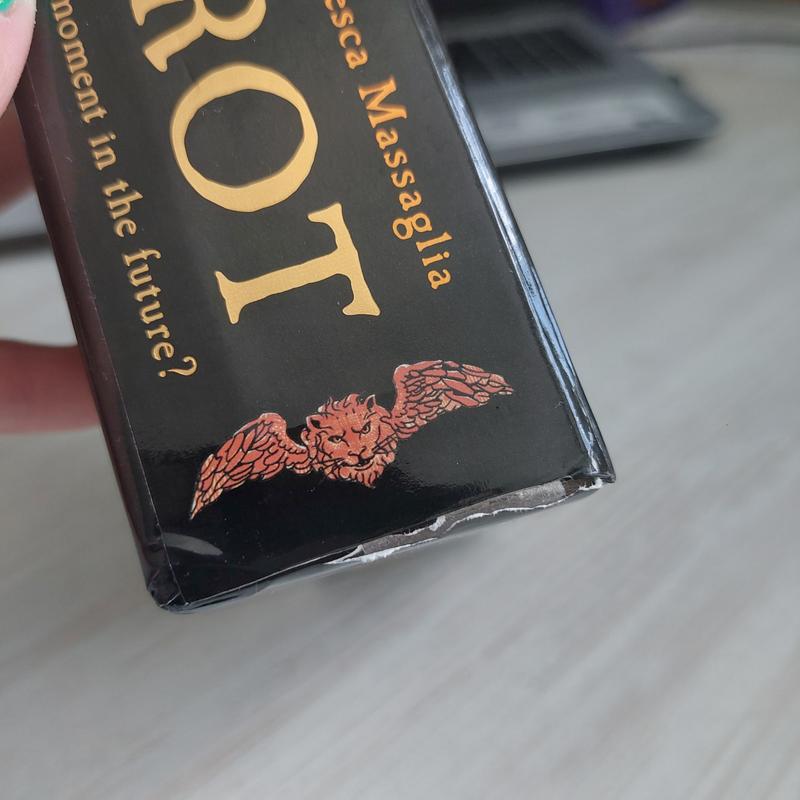 esca Massaglia
ROT
moment in the future?